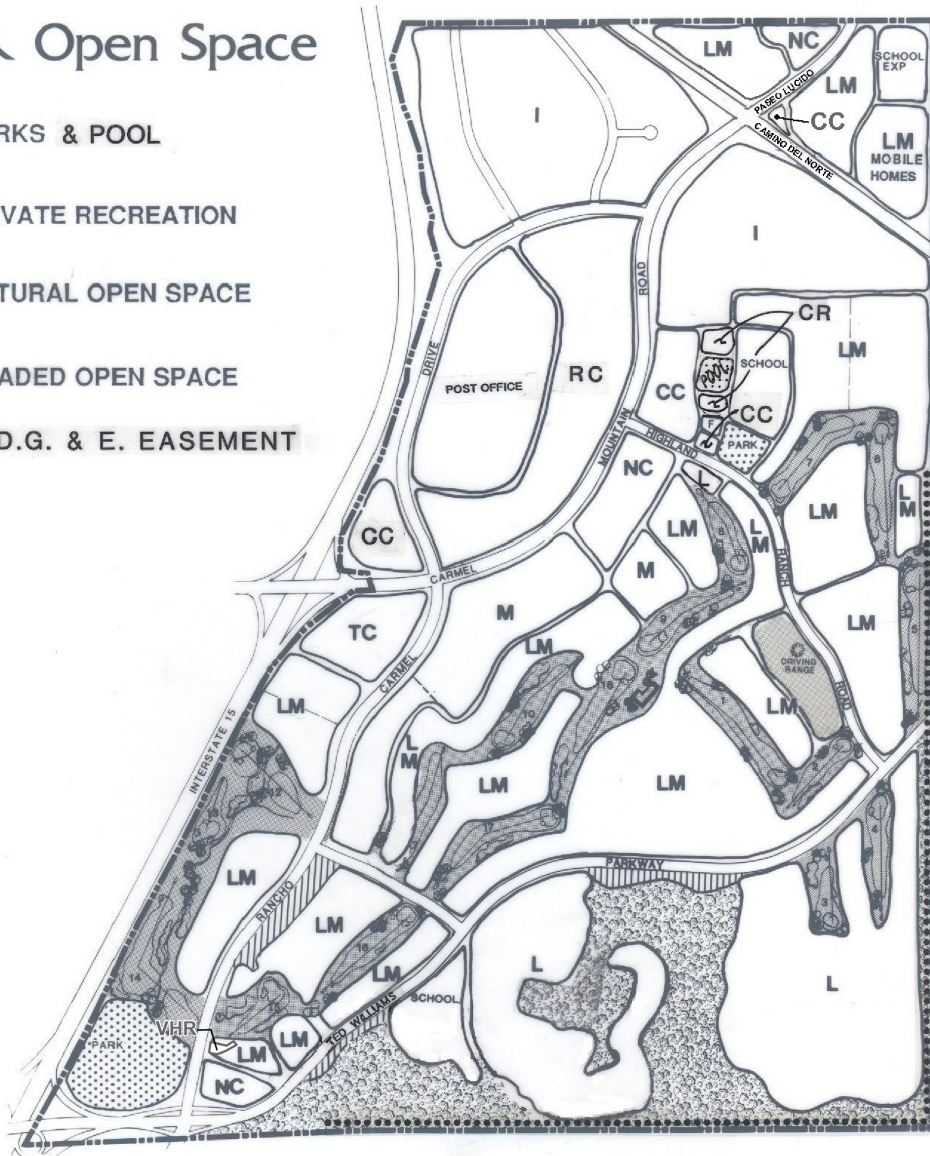 & Open Space
RKS & POOL
VATE RECREATION
TURAL OPEN SPACE
ADED OPEN SPACE
D.G. & E. EASEMENT
LM
NC
SCHOOL
EXP
I
PASEO LUCIDO
LM
CC
CAMINO DEL NORTE
LM
MOBILE
HOMES
I
ROAD
CR
DRIVE
POST OFFICE
RC
CC
POOL
SCHOOL
LM
CC
F
PARK
MOUNTAIN
HIGHLAND
NC
L
LM
LM
LM
L
M
CC
CARMEL
M
RANCH
M
LM
LM
TC
DRIVING
RANGE
CARMEL
LM
LM
ROAD
INTERSTATE 15
L
M
LM
LM
PARKWAY
LM
RANCHO
LM
LM
L
L
SCHOOL
TED WILLIAMS
VHR
PARK
LM
LM
NC